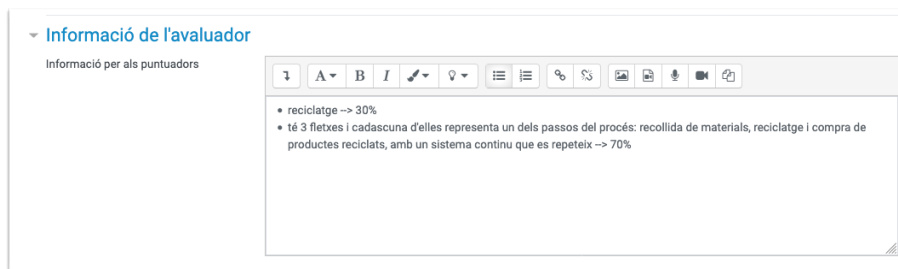 Informació de l'avaluador
Informació per als puntuadors
A B I
reciclatge --> 30%
té 3 fletxes i cadascuna d'elles representa un dels passos del procés: recollida de materials, reciclatge i compra de
productes reciclats, amb un sistema continu que es repeteix --> 70%